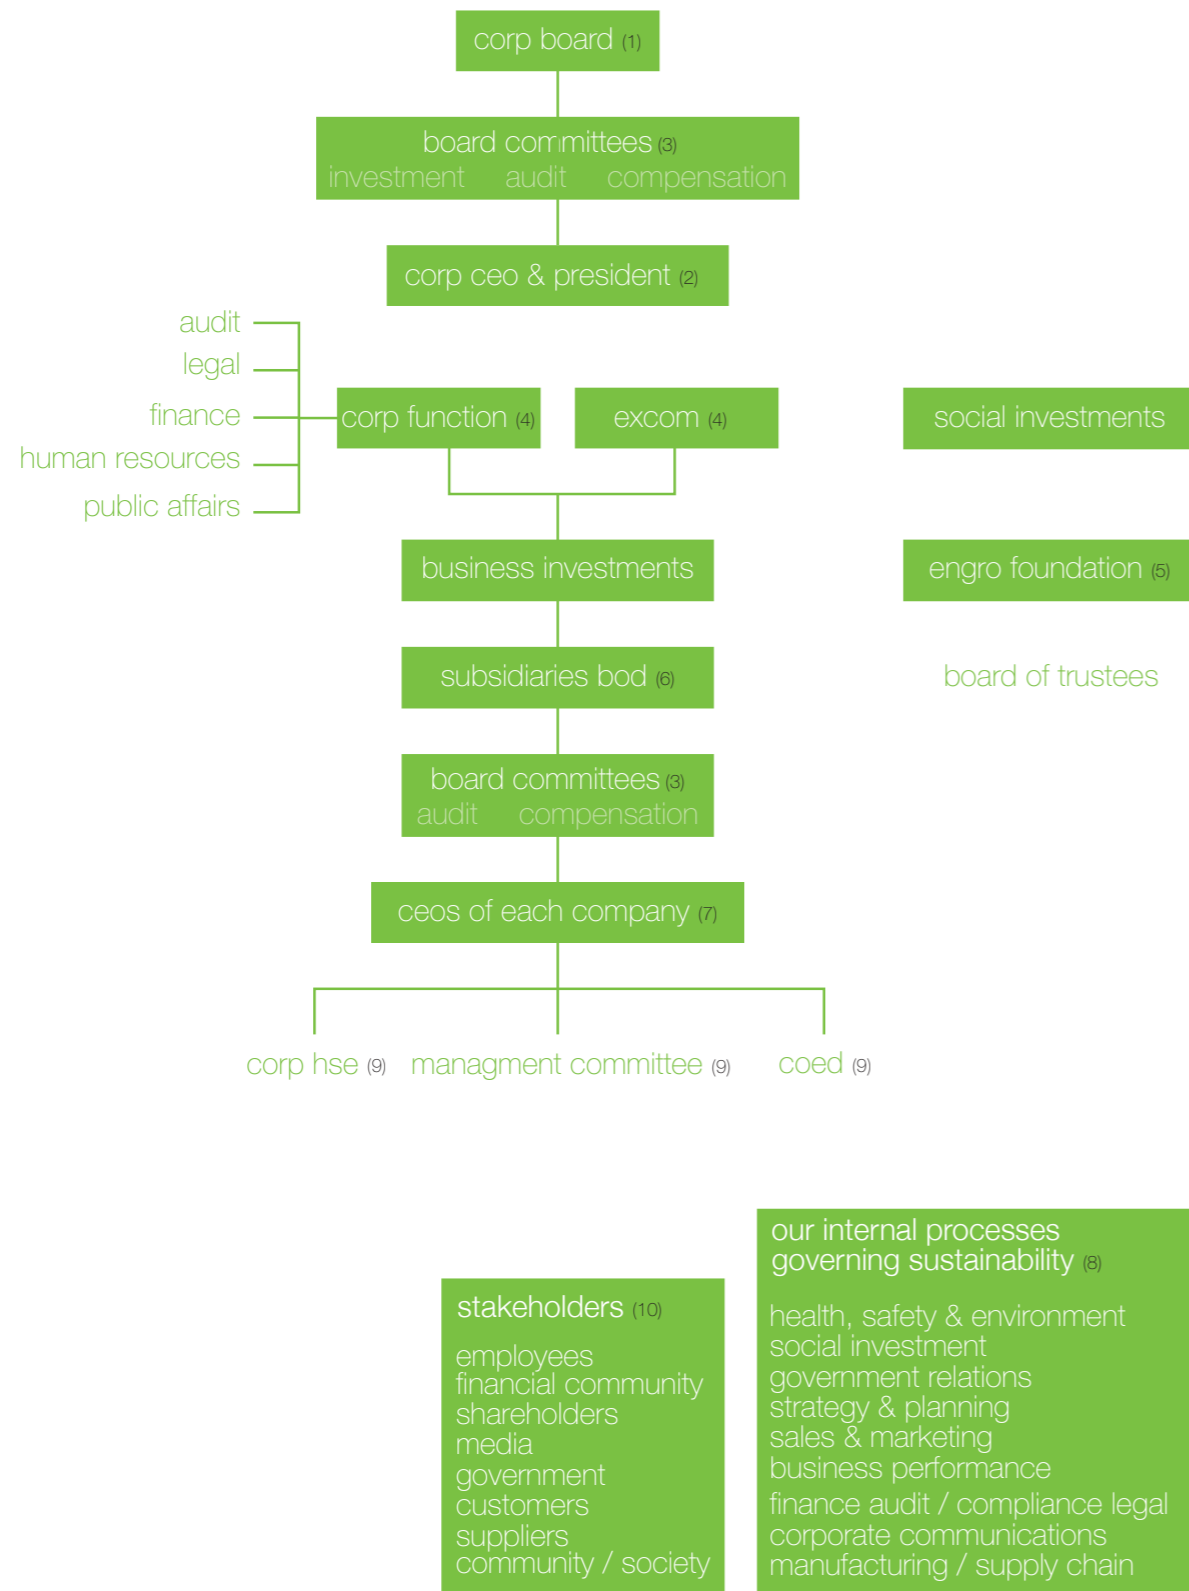 corp board (1)
board committees (3)
investment audit compensation
corp ceo & president (2)
audit
legal
finance
human resources
public affairs
corp function (4)
excom (4)
social investments
business investments
engro foundation (5)
subsidiaries bod (6)
board of trustees
board committees (3)
audit compensation
ceos of each company (7)
corp hse (9)
managment committee (9)
coed (9)
stakeholders (10)
employees
financial community
shareholders
media
government
customers
suppliers
community / society
our internal processes
governing sustainability (8)
health, safety & environment
social investment
government relations
strategy & planning
sales & marketing
business performance
finance audit / compliance legal
corporate communications
manufacturing / supply chain